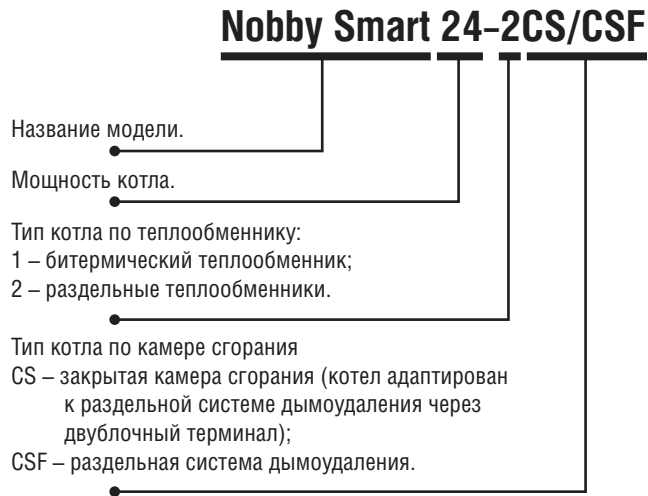 Nobby Smart 24–2CS/CSF
Название модели.
Мощность котла.
Тип котла по теплообменнику:
1 – битермический теплообменник;
2 – раздельные теплообменники.
Тип котла по камере сгорания
CS – закрытая камера сгорания (котел адаптирован
к раздельной системе дымоудаления через
двублочный терминал);
CSF – раздельная система дымоудаления.